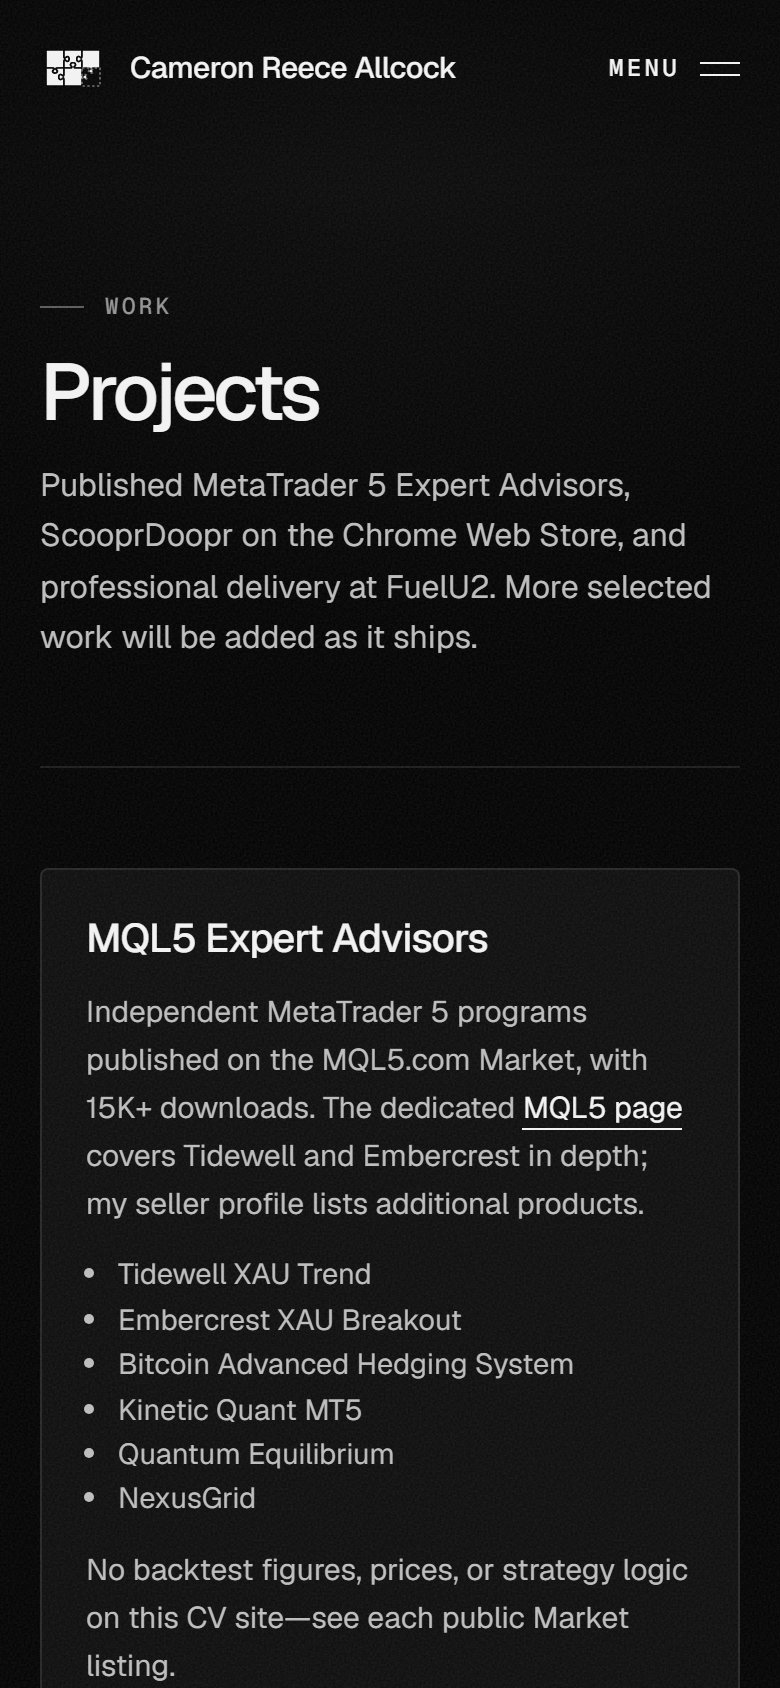 Cameron Reece Allcock
MENU
WORK
Projects
Published MetaTrader 5 Expert Advisors,
ScooprDoopr on the Chrome Web Store, and
professional delivery at FuelU2. More selected
work will be added as it ships.
MQL5 Expert Advisors
Independent MetaTrader 5 programs
published on the MQL5.com Market, with
15K+ downloads. The dedicated MQL5 page
covers Tidewell and Embercrest in depth;
my seller profile lists additional products.
• Tidewell XAU Trend
• Embercrest XAU Breakout
• Bitcoin Advanced Hedging System
• Kinetic Quant MT5
• Quantum Equilibrium
• NexusGrid
No backtest figures, prices, or strategy logic
on this CV site—see each public Market
listing.